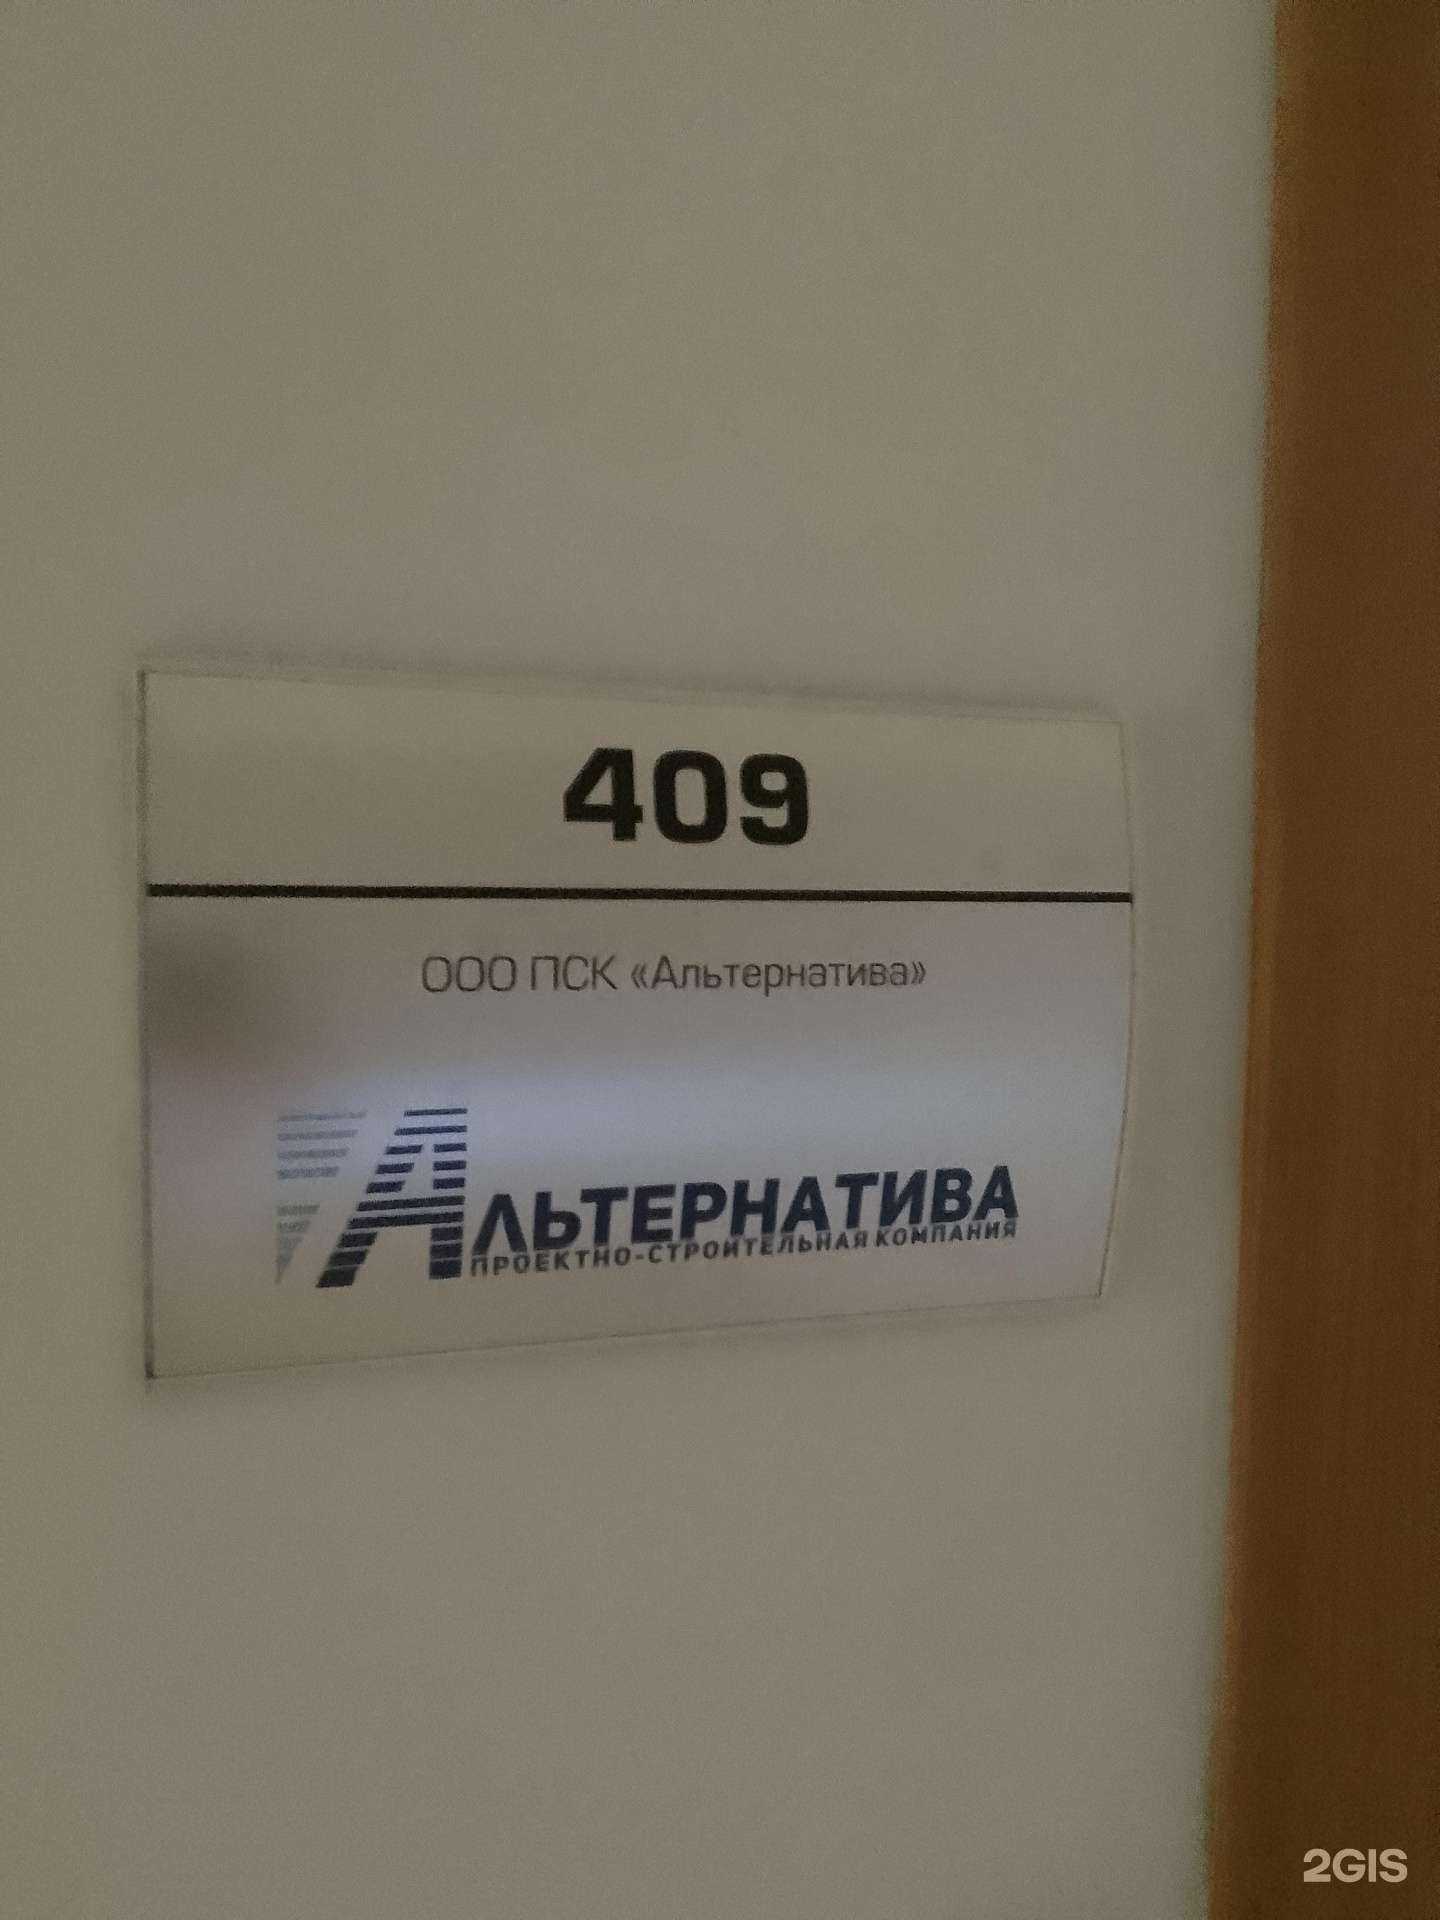 409
ООО ПСК «Альтернатива»
АЛЬТЕРНАТИВА
ПРОЕКТНО-СТРОИТЕЛЬНАЯ КОМПАНИЯ
2GIS